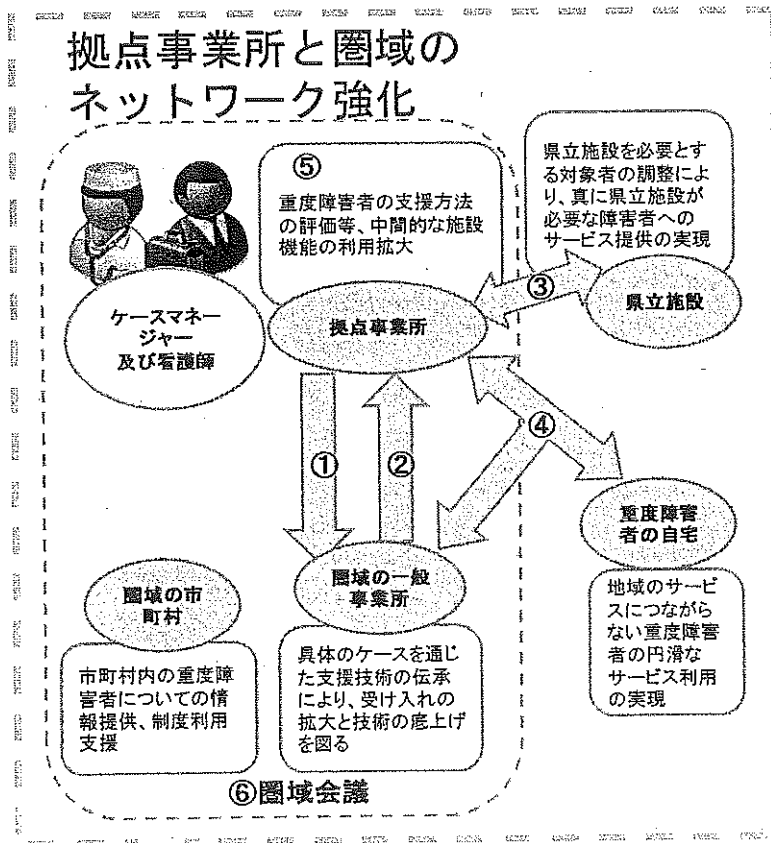 拠点事業所と圏域の
ネットワーク強化
⑤
重度障害者の支援方法
の評価等、中間的な施設
機能の利用拡大
県立施設を必要とす
る対象者の調整によ
り、真に県立施設が
必要な障害者への
サービス提供の実現
ケースマネー
ジャー
及び看護師
拠点事業所
③
県立施設
①
②
④
重度障害
者の自宅
地域のサービ
スにつながら
ない重度障害
者の円滑な
サービス利用
の実現
圏域の市
町村
市町村内の重度障
害者についての情
報提供、制度利用
支援
圏域の一般
事業所
具体のケースを通じ
た支援技術の伝承
により、受け入れの
拡大と技術の底上げ
を図る
⑥圏域会議